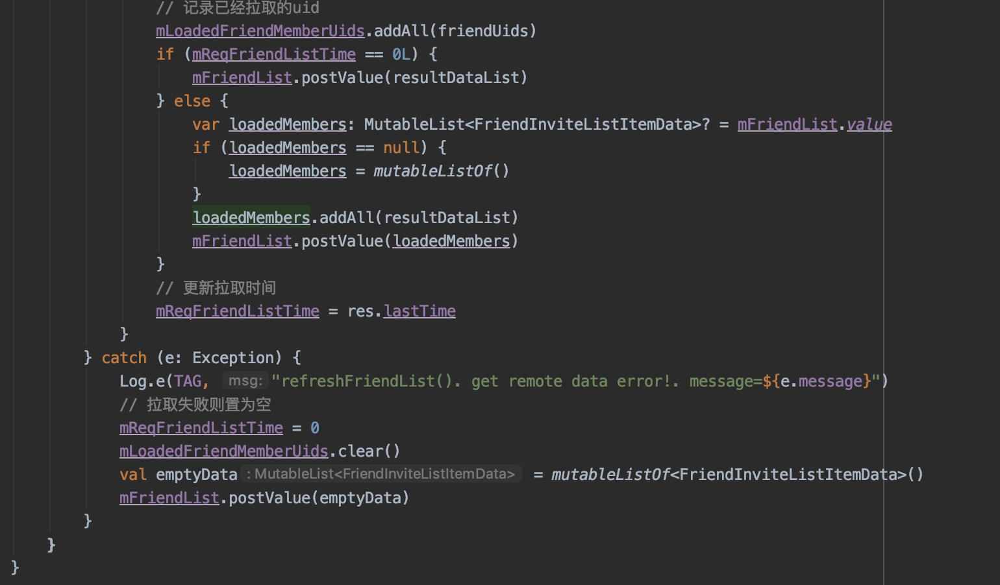 // 记录已经拉取的uid
mLoadedFriendMemberUids.addAll(friendUids)
if (mReqFriendListTime == 0L) {
mFriendList.postValue(resultDataList)
} else {
var loadedMembers: MutableList<FriendInviteListItemData>? = mFriendList.value
if (loadedMembers == null) {
loadedMembers = mutableListOf()
}
loadedMembers.addAll(resultDataList)
mFriendList.postValue(loadedMembers)
}
// 更新拉取时间
mReqFriendListTime = res.lastTime
}
} catch (e: Exception) {
Log.e(TAG, msg: "refreshFriendList(). get remote data error!. message=${e.message}")
// 拉取失败则置为空
mReqFriendListTime = 0
mLoadedFriendMemberUids.clear()
val emptyData : MutableList<FriendInviteListItemData> = mutableListOf<FriendInviteListItemData>()
mFriendList.postValue(emptyData)
}
}
}